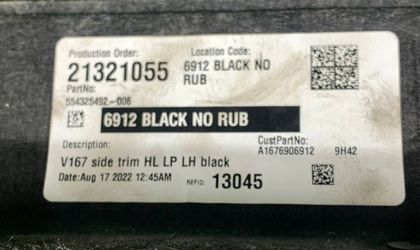 Production Order:
Location Code:
21321055
6912 BLACK NO
RUB
PartNo:
554325492-006
6912 BLACK NO RUB
Description:
CustPartNo:
A1676906912 9H42
V167 side trim HL LP LH black
Date:Aug 17 2022 12:45AM REFID: 13045